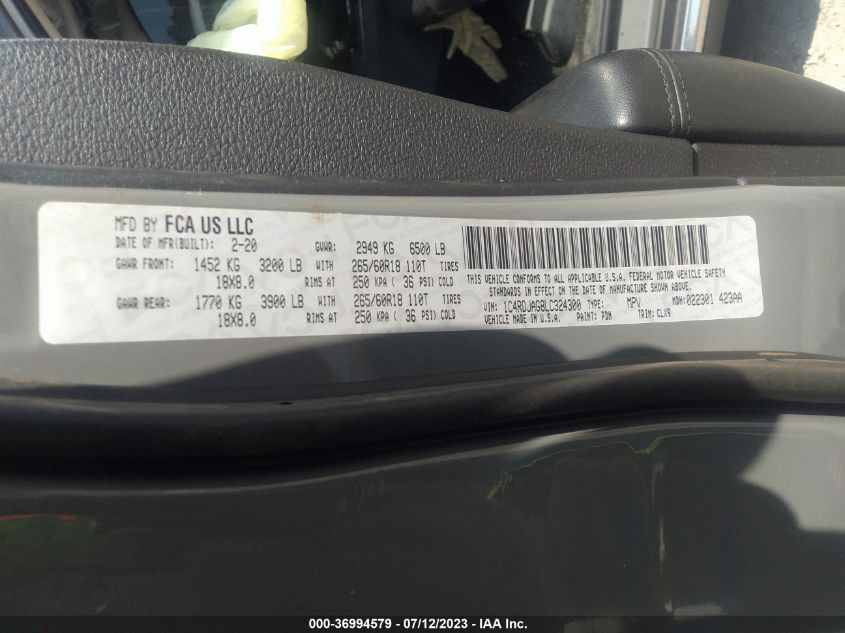 MFD BY FCA US LLC
DATE OF MFR(BUILT): 2-20 GVWR: 2949 KG 6500 LB
GAWR FRONT: 1452 KG 3200 LB WITH 265/60R18 110T TIRES
18X8.0 RIMS AT 250 KPA ( 36 PSI) COLD
GAWR REAR: 1770 KG 3900 LB WITH 265/60R18 110T TIRES
18X8.0 RIMS AT 250 KPA ( 36 PSI) COLD
THIS VEHICLE CONFORMS TO ALL APPLICABLE U.S.A. FEDERAL MOTOR VEHICLE SAFETY
STANDARDS IN EFFECT ON THE DATE OF MANUFACTURE SHOWN ABOVE.
VIN: 1C4RDJAG8LC324300 TYPE: MPV MDH: 022301 423AA
VEHICLE MADE IN U.S.A. PAINT: PDN TRIM: CLX9
000-36994579 - 07/12/2023 - IAA Inc.